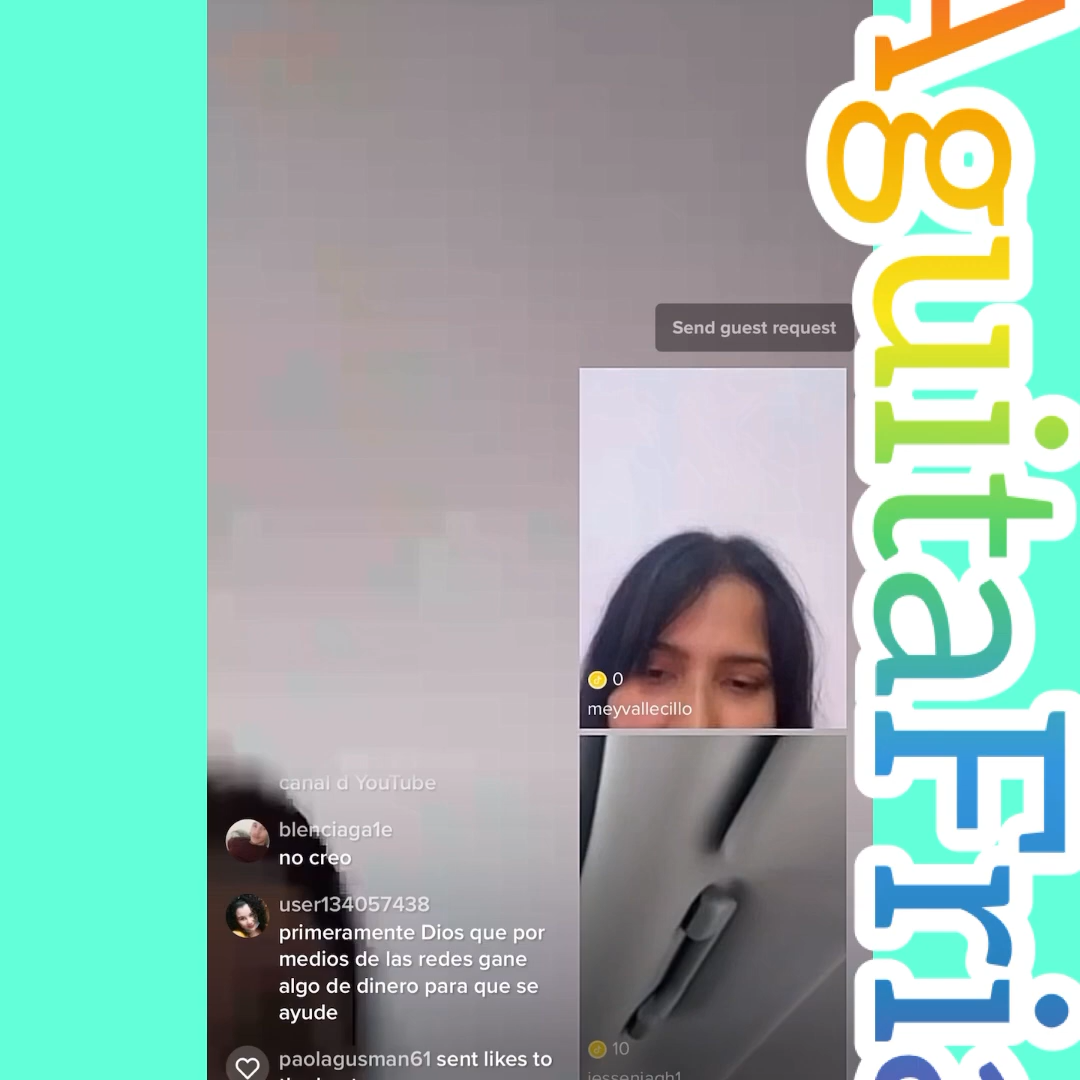 AguitaFria
Send guest request
0
meyvallecillo
canal d YouTube
blenciaga1e
no creo
user134057438
primeramente Dios que por
medios de las redes gane
algo de dinero para que se
ayude
paolagusman61 sent likes to
10
jesseniagh1